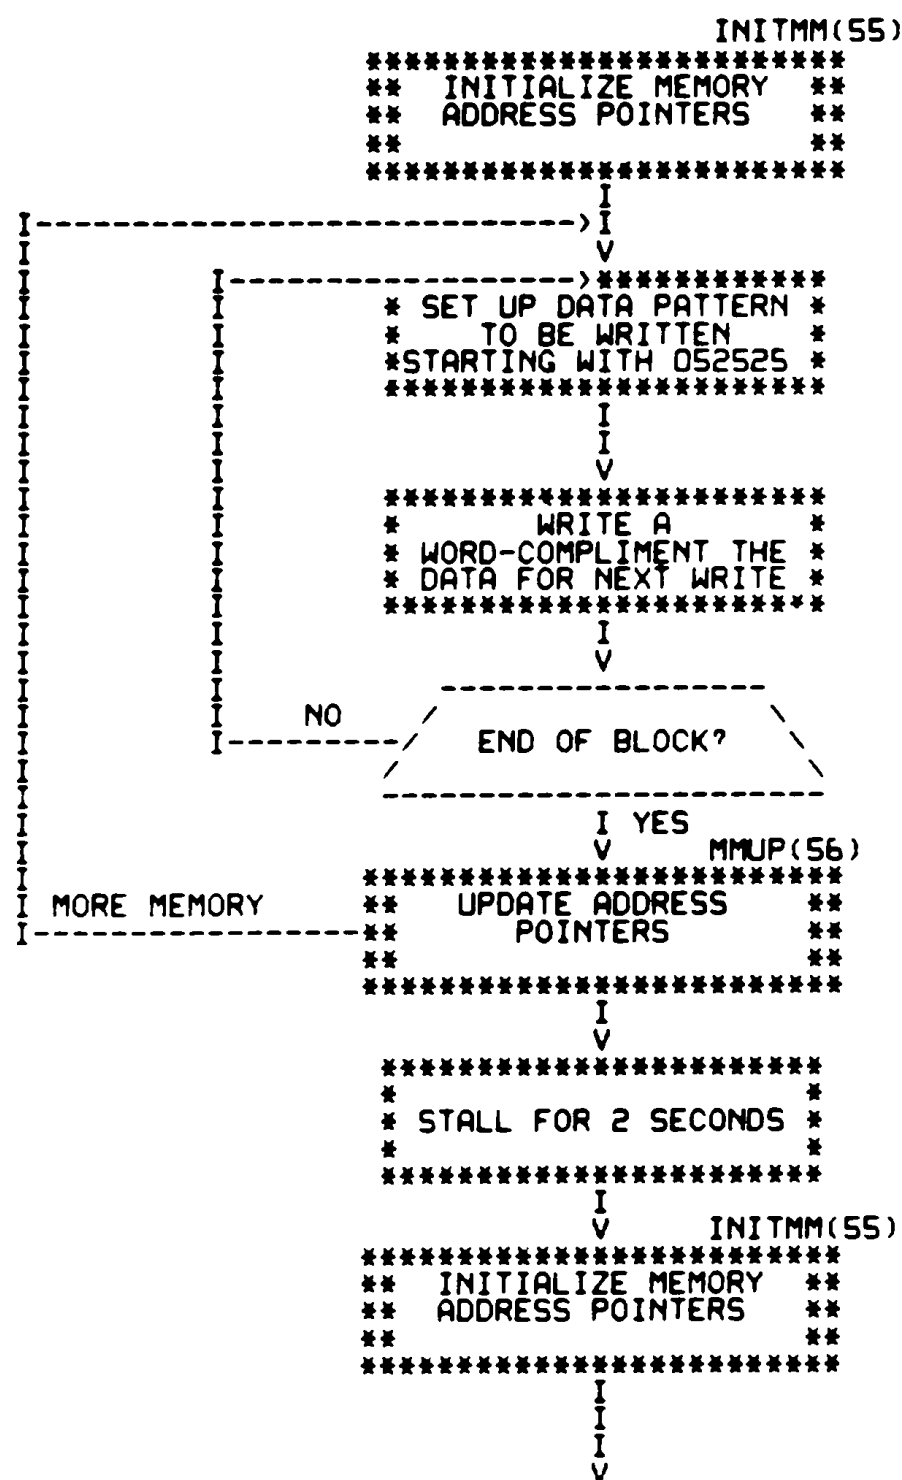 INITMM(55)
INITIALIZE MEMORY
ADDRESS POINTERS
SET UP DATA PATTERN
TO BE WRITTEN
STARTING WITH 052525
WRITE A
WORD-COMPLIMENT THE
DATA FOR NEXT WRITE
NO
END OF BLOCK?
YES
MMUP(56)
MORE MEMORY
UPDATE ADDRESS
POINTERS
STALL FOR 2 SECONDS
INITMM(55)
INITIALIZE MEMORY
ADDRESS POINTERS